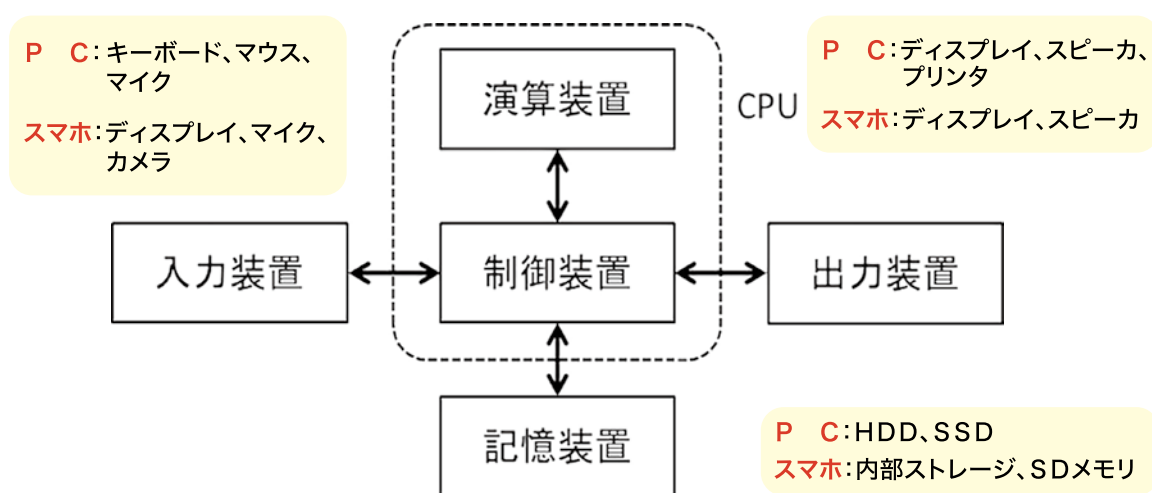 P C：キーボード、マウス、
マイク
スマホ：ディスプレイ、マイク、
カメラ
演算装置
CPU
P C：ディスプレイ、スピーカ、
プリンタ
スマホ：ディスプレイ、スピーカ
入力装置
制御装置
出力装置
記憶装置
P C：HDD、SSD
スマホ：内部ストレージ、SDメモリ